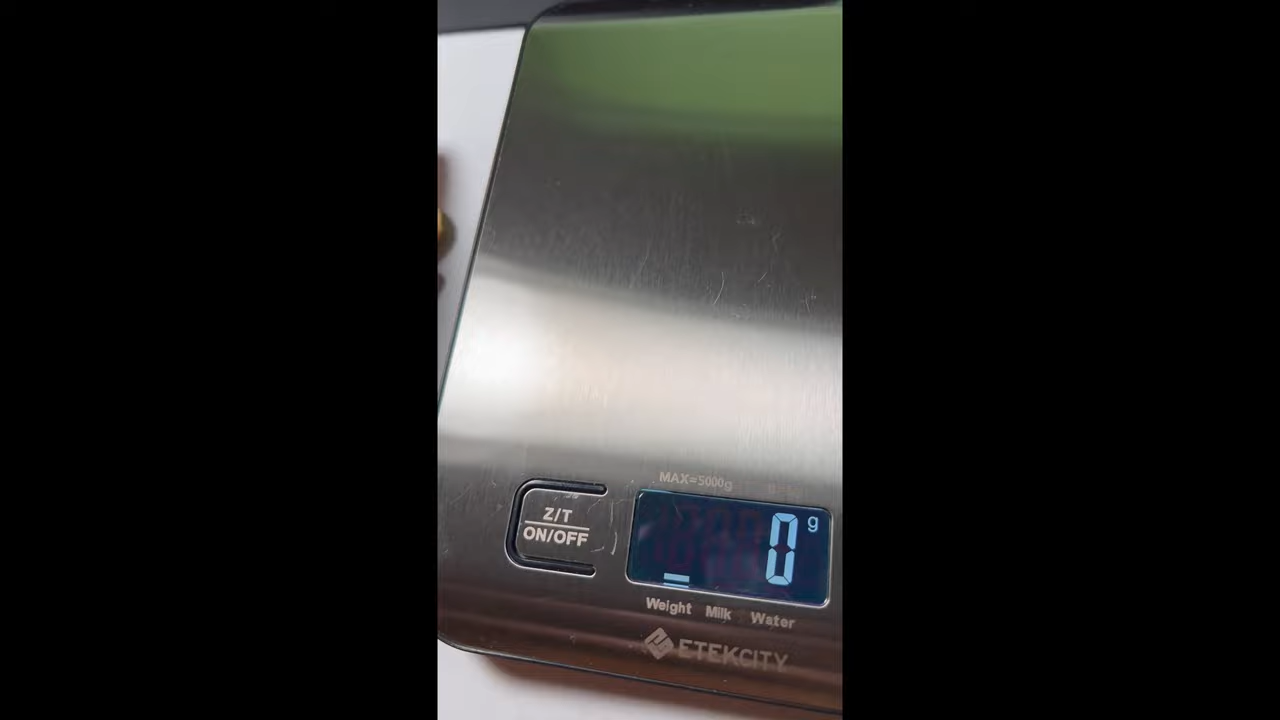 MAX=5000g
Z/T
ON/OFF
0 g
Weight Milk Water
ETEKCITY